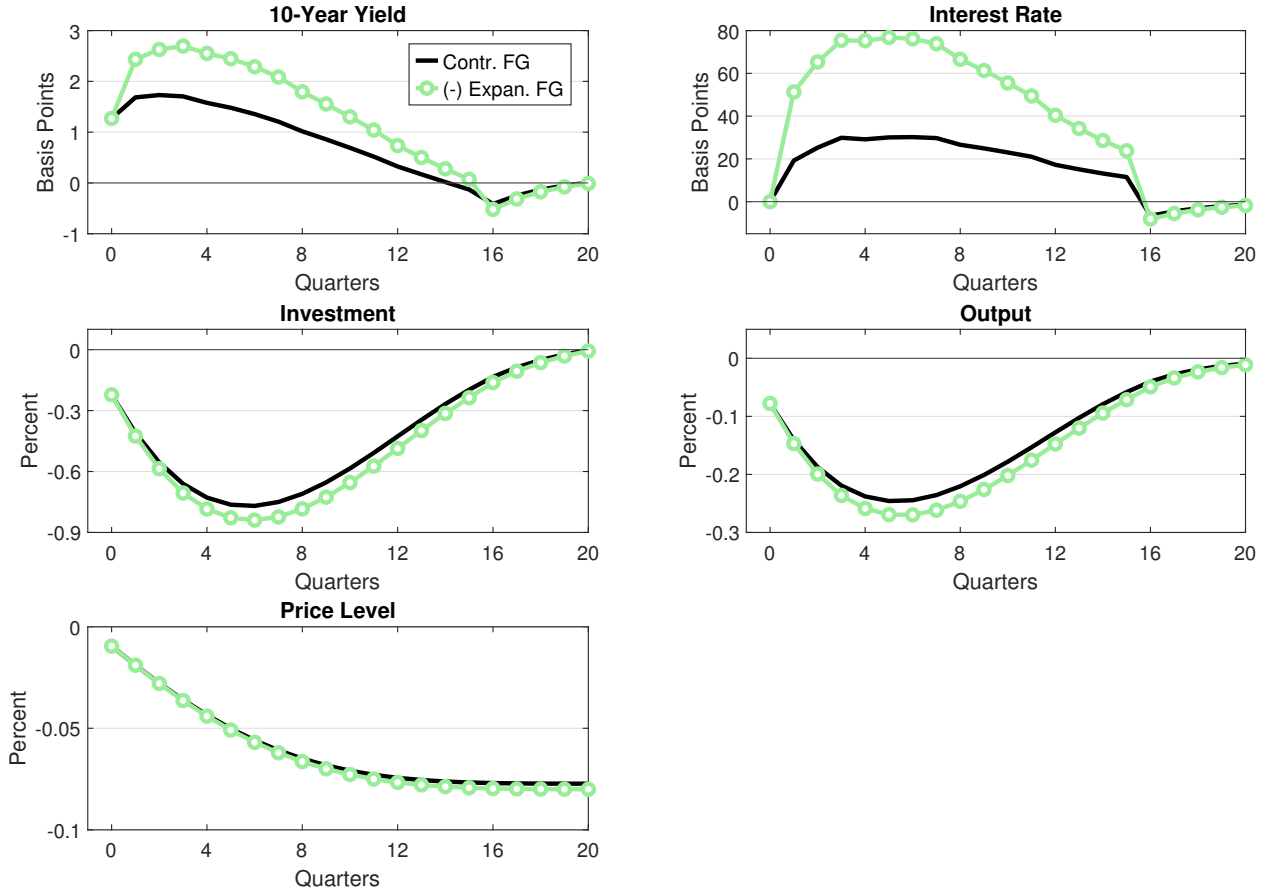 10-Year Yield
3
2
1
0
-1
Basis Points
Contr. FG
(-) Expan. FG
0 4 8 12 16 20
Quarters
Interest Rate
80
60
40
20
0
Basis Points
0 4 8 12 16 20
Quarters
Investment
0
-0.3
-0.6
-0.9
Percent
0 4 8 12 16 20
Quarters
Output
0
-0.1
-0.2
-0.3
Percent
0 4 8 12 16 20
Quarters
Price Level
0
-0.05
-0.1
Percent
0 4 8 12 16 20
Quarters